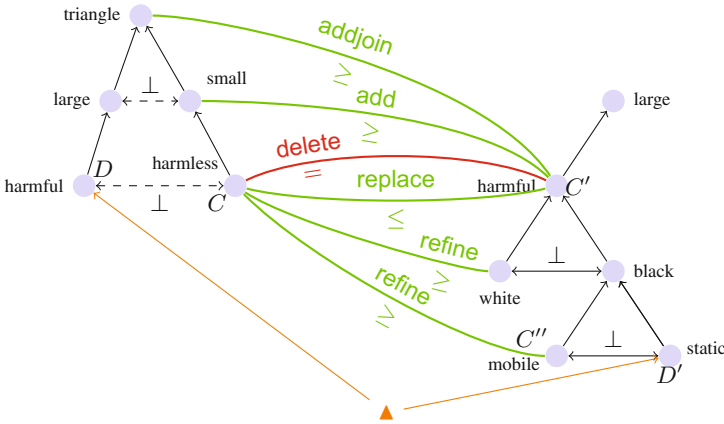 triangle
addjoin
≥
large
⊥
small
add
≥
large
harmful
D
⊥
harmless
C
delete
=
replace
≤
harmful
C′
refine
≥
white
⊥
black
refine
≥
C′′
mobile
⊥
static
D′